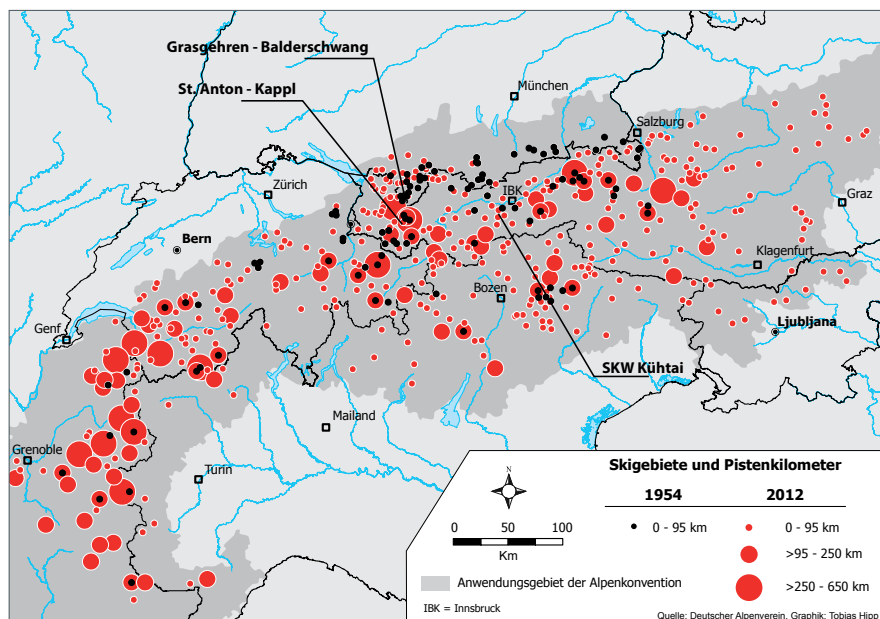 Grasgehren - Balderschwang
St. Anton - Kappl
München
Salzburg
Zürich
IBK
Graz
Bern
Klagenfurt
Bozen
Genf
Ljubljana
SKW Kühtai
Mailand
Grenoble
Turin
N
Skigebiete und Pistenkilometer
1954 2012
0 - 95 km 0 - 95 km
>95 - 250 km
>250 - 650 km
0 50 100
Km
Anwendungsgebiet der Alpenkonvention
IBK = Innsbruck
Quelle: Deutscher Alpenverein, Graphik: Tobias Hipp